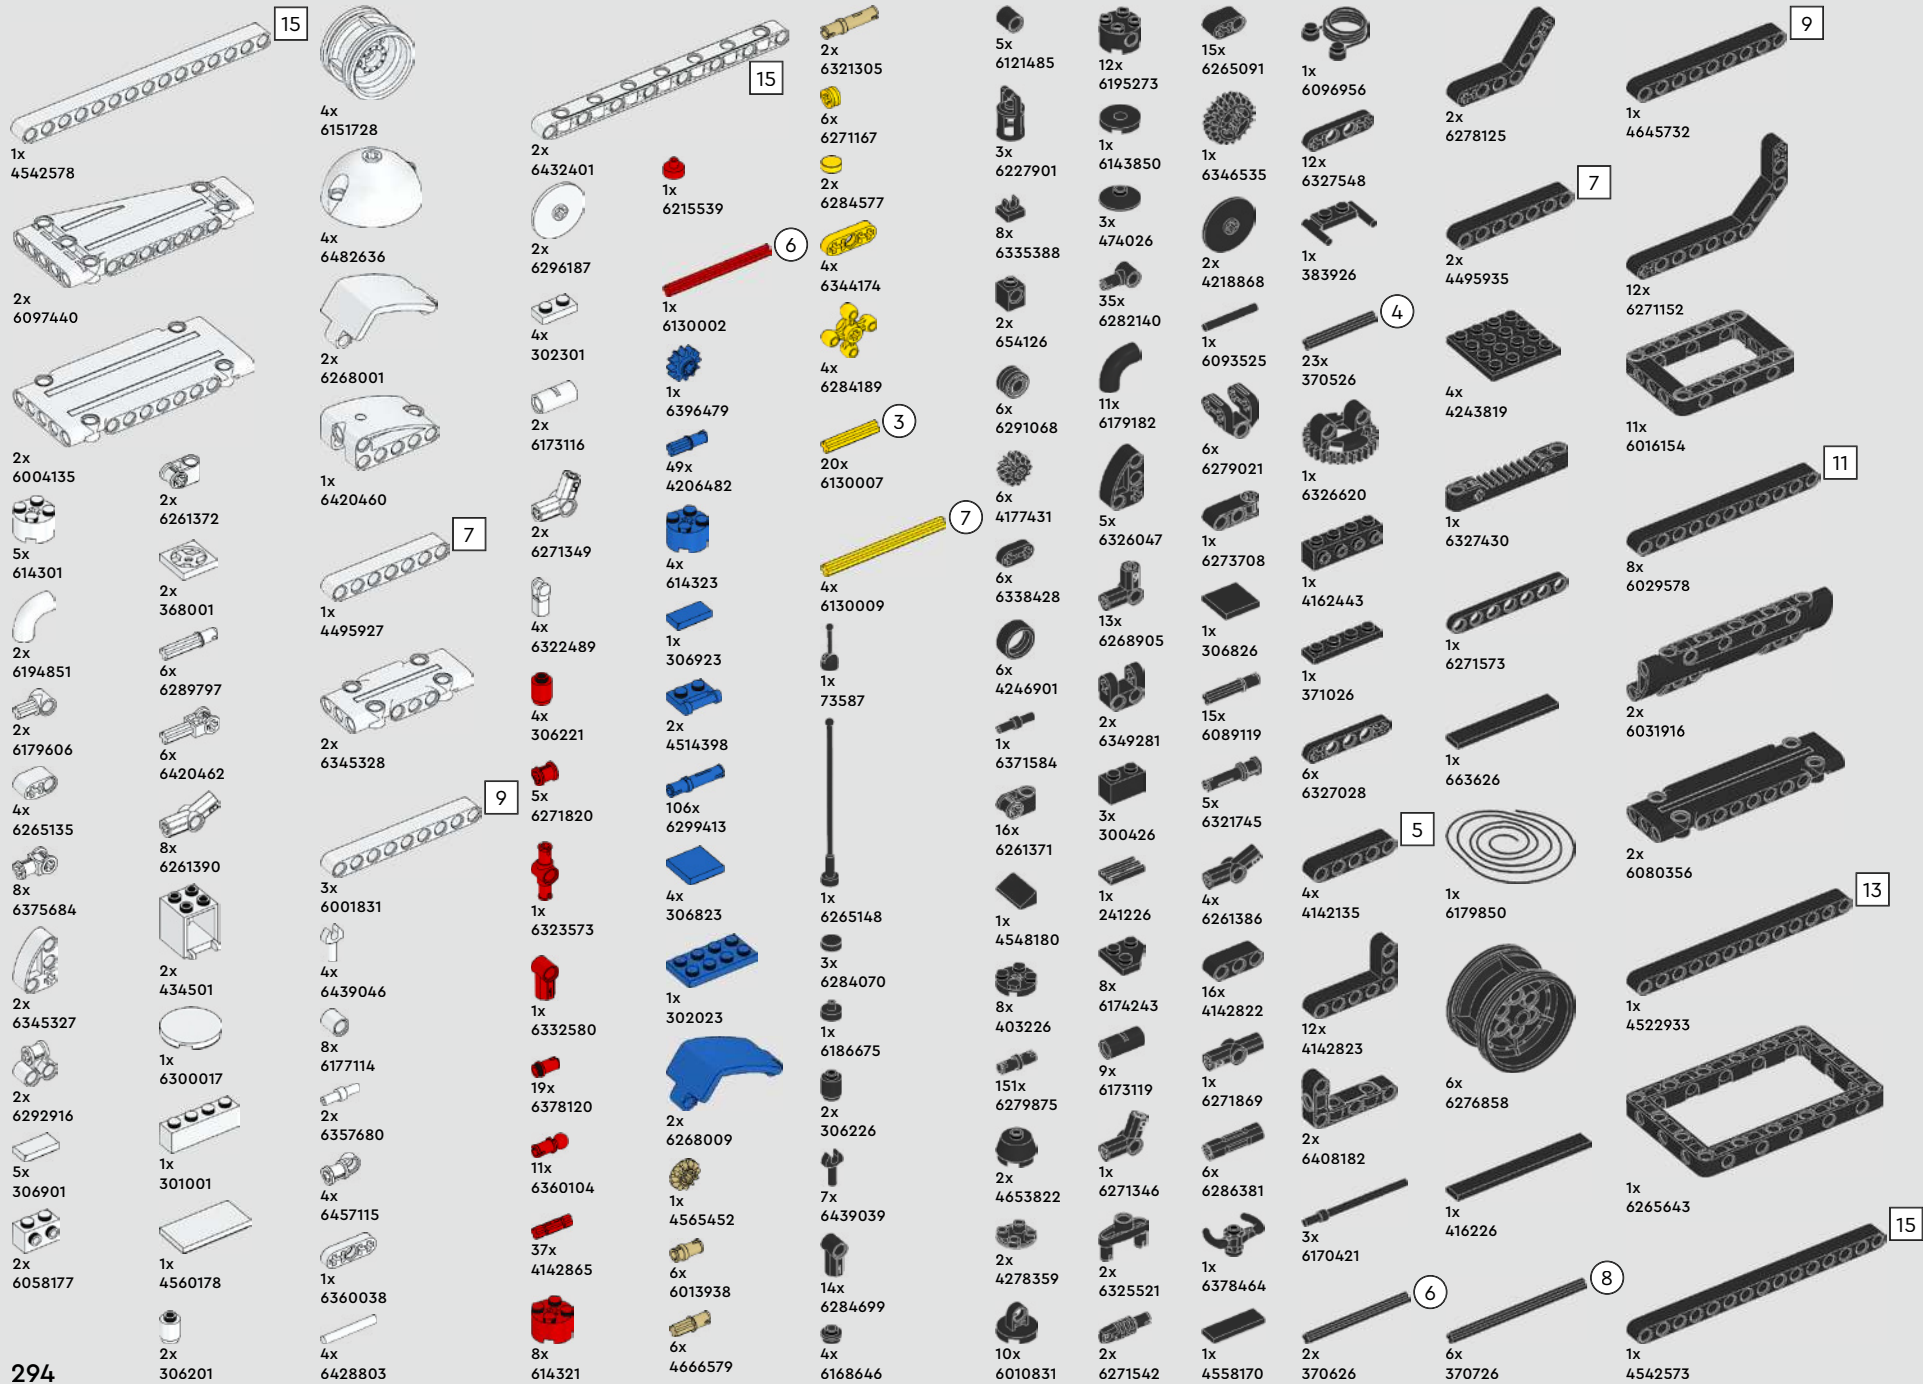 15
1x
4542578
2x
6097440
2x
6004135
5x
614301
2x
6194851
2x
6179606
4x
6265135
8x
6375684
2x
6345327
2x
6292916
5x
306901
2x
6058177
294
2x
6261372
2x
368001
6x
6289797
6x
6420462
8x
6261390
2x
434501
1x
6300017
1x
301001
1x
4560178
2x
306201
4x
6151728
4x
6482636
2x
6268001
1x
6420460
7
1x
4495927
2x
6345328
9
3x
6001831
4x
6439046
8x
6177114
2x
6357680
4x
6457115
1x
6360038
4x
6428803
15
2x
6432401
2x
6296187
4x
302301
2x
6173116
2x
6271349
4x
6322489
4x
306221
5x
6271820
1x
6323573
1x
6332580
19x
6378120
11x
6360104
37x
4142865
8x
614321
1x
6215539
6
1x
6130002
1x
6396479
49x
4206482
4x
614323
1x
306923
2x
4514398
106x
6299413
4x
306823
1x
302023
2x
6268009
1x
4565452
6x
6013938
6x
4666579
2x
6321305
6x
6271167
2x
6284577
4x
6344174
4x
6284189
3
20x
6130007
7
4x
6130009
1x
73587
1x
6265148
3x
6284070
1x
6186675
2x
306226
7x
6439039
14x
6284699
4x
6168646
5x
6121485
3x
6227901
8x
6335388
2x
654126
6x
6291068
6x
4177431
6x
6338428
6x
4246901
1x
6371584
16x
6261371
1x
4548180
8x
403226
151x
6279875
2x
4653822
2x
4278359
10x
6010831
12x
6195273
1x
6143850
3x
474026
35x
6282140
11x
6179182
5x
6326047
13x
6268905
2x
6349281
3x
300426
1x
241226
8x
6174243
9x
6173119
1x
6271346
2x
6325521
2x
6271542
15x
6265091
1x
6346535
2x
4218868
1x
6093525
6x
6279021
1x
6273708
1x
306826
15x
6089119
5x
6321745
4x
6261386
16x
4142822
1x
6271869
6x
6286381
1x
6378464
1x
4558170
1x
6096956
12x
6327548
1x
383926
4
23x
370526
1x
6326620
1x
4162443
1x
371026
6x
6327028
5
4x
4142135
12x
4142823
2x
6408182
3x
6170421
6
2x
370626
2x
6278125
7
2x
4495935
4x
4243819
1x
6327430
1x
6271573
1x
663626
1x
6179850
6x
6276858
1x
416226
8
6x
370726
9
1x
4645732
12x
6271152
11x
6016154
11
8x
6029578
2x
6031916
2x
6080356
13
1x
4522933
1x
6265643
15
1x
4542573